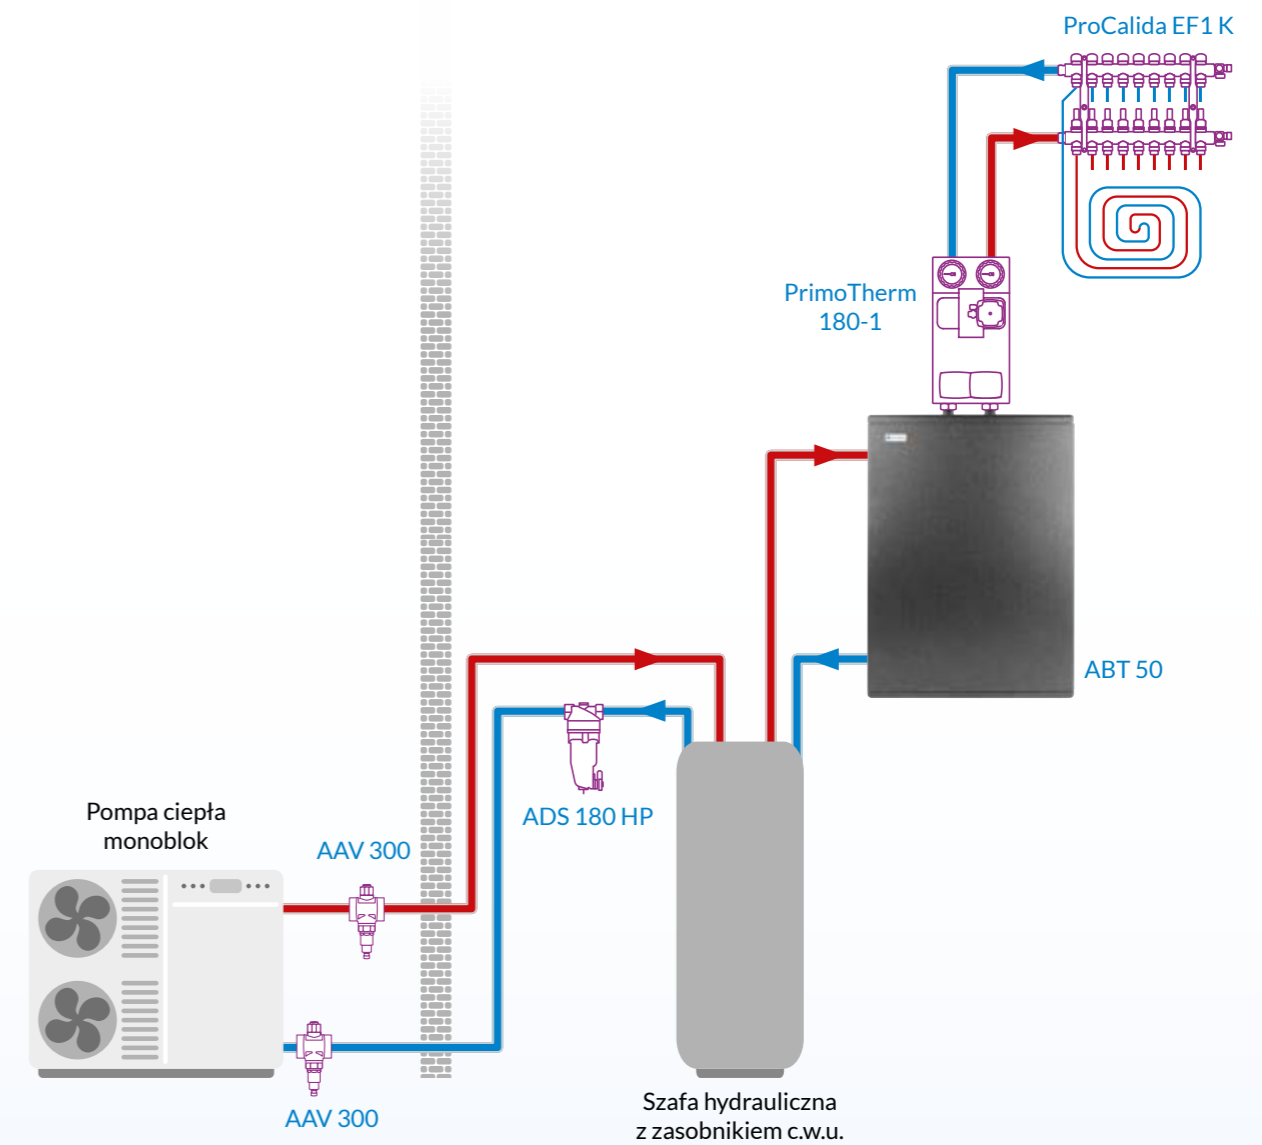 ProCalida EF1 K
PrimoTherm
180-1
ABT 50
ADS 180 HP
Pompa ciepła
monoblok
AAV 300
AAV 300
Szafa hydrauliczna
z zasobnikiem c.w.u.